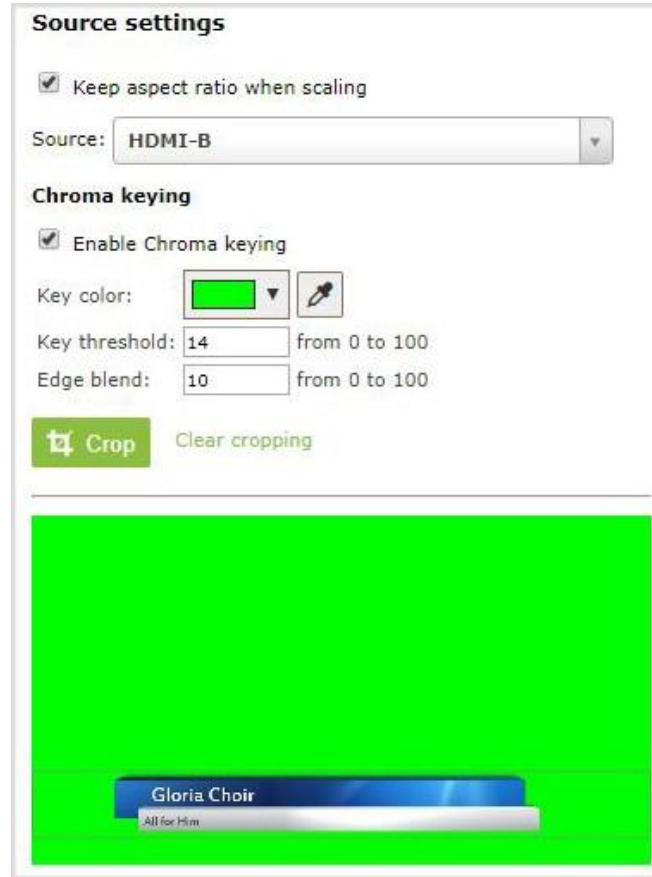 Source settings
Keep aspect ratio when scaling
Source: HDMI-B
Chroma keying
Enable Chroma keying
Key color:
Key threshold: 14 from 0 to 100
Edge blend: 10 from 0 to 100
Crop Clear cropping
Gloria Choir
All for Him